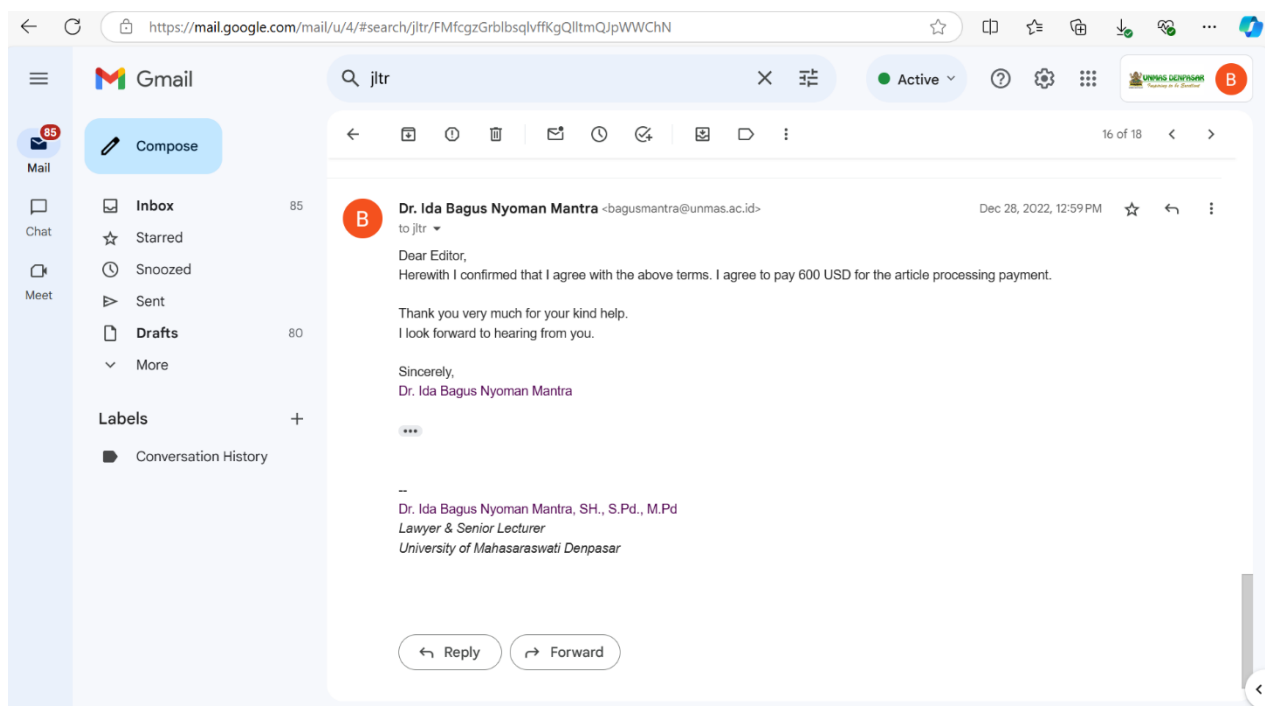 https://mail.google.com/mail/u/4/#search/jltr/FMfcgzGrblbsqlvffKgQlltmQJpWWChN
Gmail
jltr
Active
UNMAS DENPASAR
B
85
Mail
Chat
Meet
Compose
Inbox 85
Starred
Snoozed
Sent
Drafts 80
More
Labels
Conversation History
16 of 18
B
Dr. Ida Bagus Nyoman Mantra <bagusmantra@unmas.ac.id>
Dec 28, 2022, 12:59 PM
to jltr
Dear Editor,
Herewith I confirmed that I agree with the above terms. I agree to pay 600 USD for the article processing payment.
Thank you very much for your kind help.
I look forward to hearing from you.
Sincerely,
Dr. Ida Bagus Nyoman Mantra
--
Dr. Ida Bagus Nyoman Mantra, SH., S.Pd., M.Pd
Lawyer & Senior Lecturer
University of Mahasaraswati Denpasar
Reply
Forward